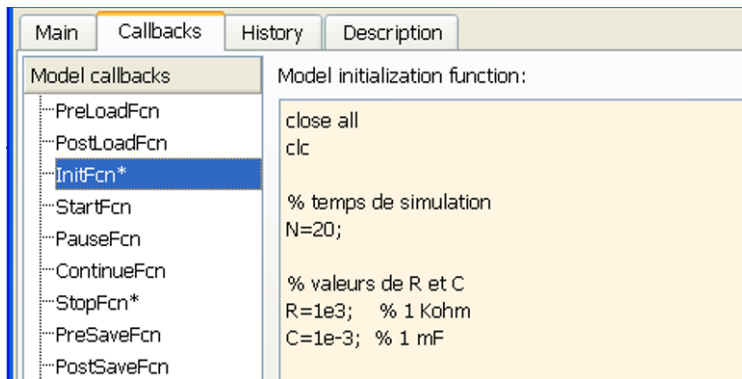 Main Callbacks History Description
Model callbacks
PreLoadFcn
PostLoadFcn
InitFcn*
StartFcn
PauseFcn
ContinueFcn
StopFcn*
PreSaveFcn
PostSaveFcn
Model initialization function:
close all
clc
% temps de simulation
N=20;
% valeurs de R et C
R=1e3; % 1 Kohm
C=1e-3; % 1 mF